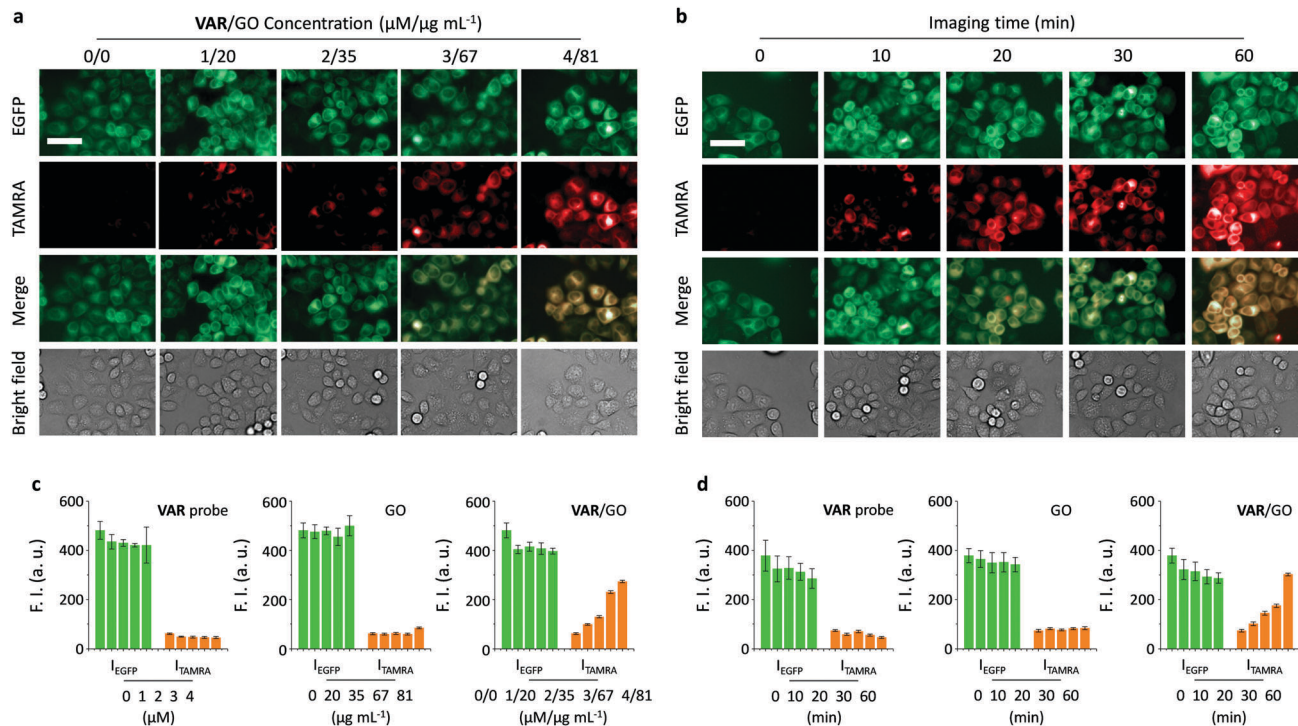 a
VAR/GO Concentration (μM/μg mL-1)
0/0 1/20 2/35 3/67 4/81
EGFP
TAMRA
Merge
Bright field
b
Imaging time (min)
0 10 20 30 60
EGFP
TAMRA
Merge
Bright field
c
600
400
200
0
F. I. (a. u.)
VAR probe
IEGFP ITAMRA
0 1 2 3 4
(μM)
600
400
200
0
F. I. (a. u.)
GO
IEGFP ITAMRA
0 20 35 67 81
(μg mL-1)
600
400
200
0
F. I. (a. u.)
VAR/GO
IEGFP ITAMRA
0/0 1/20 2/35 3/67 4/81
(μM/μg mL-1)
d
600
400
200
0
F. I. (a. u.)
VAR probe
IEGFP ITAMRA
0 10 20 30 60
(min)
600
400
200
0
F. I. (a. u.)
GO
IEGFP ITAMRA
0 10 20 30 60
(min)
600
400
200
0
F. I. (a. u.)
VAR/GO
IEGFP ITAMRA
0 10 20 30 60
(min)